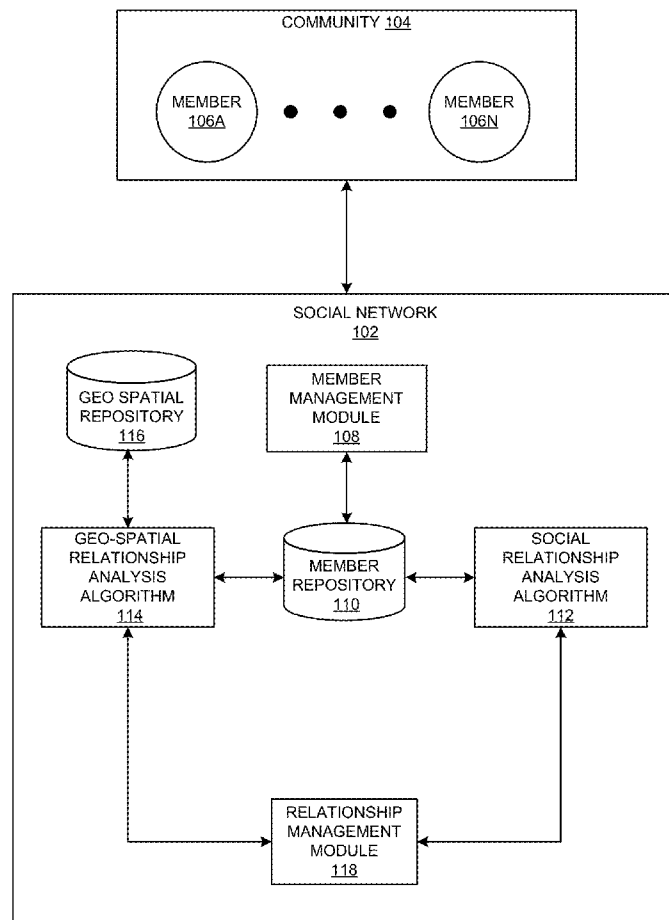 COMMUNITY 104
MEMBER
106A
MEMBER
106N
SOCIAL NETWORK
102
GEO SPATIAL
REPOSITORY
116
MEMBER
MANAGEMENT
MODULE
108
GEO-SPATIAL
RELATIONSHIP
ANALYSIS
ALGORITHM
114
MEMBER
REPOSITORY
110
SOCIAL
RELATIONSHIP
ANALYSIS
ALGORITHM
112
RELATIONSHIP
MANAGEMENT
MODULE
118